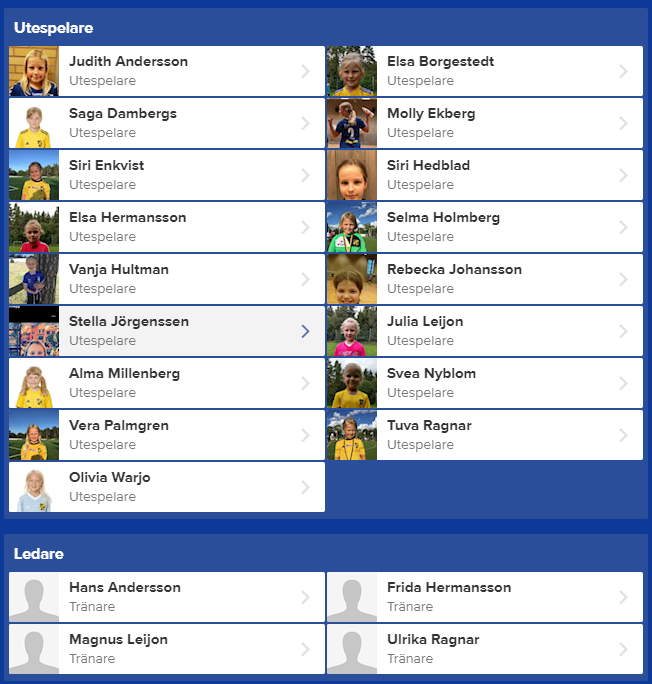 Utespelare
Judith Andersson
Utespelare
Elsa Borgestedt
Utespelare
Saga Dambergs
Utespelare
Molly Ekberg
Utespelare
Siri Enkvist
Utespelare
Siri Hedblad
Utespelare
Elsa Hermansson
Utespelare
Selma Holmberg
Utespelare
Vanja Hultman
Utespelare
Rebecka Johansson
Utespelare
Stella Jörgenssen
Utespelare
Julia Leijon
Utespelare
Alma Millenberg
Utespelare
Svea Nyblom
Utespelare
Vera Palmgren
Utespelare
Tuva Ragnar
Utespelare
Olivia Warjo
Utespelare
Ledare
Hans Andersson
Tränare
Frida Hermansson
Tränare
Magnus Leijon
Tränare
Ulrika Ragnar
Tränare